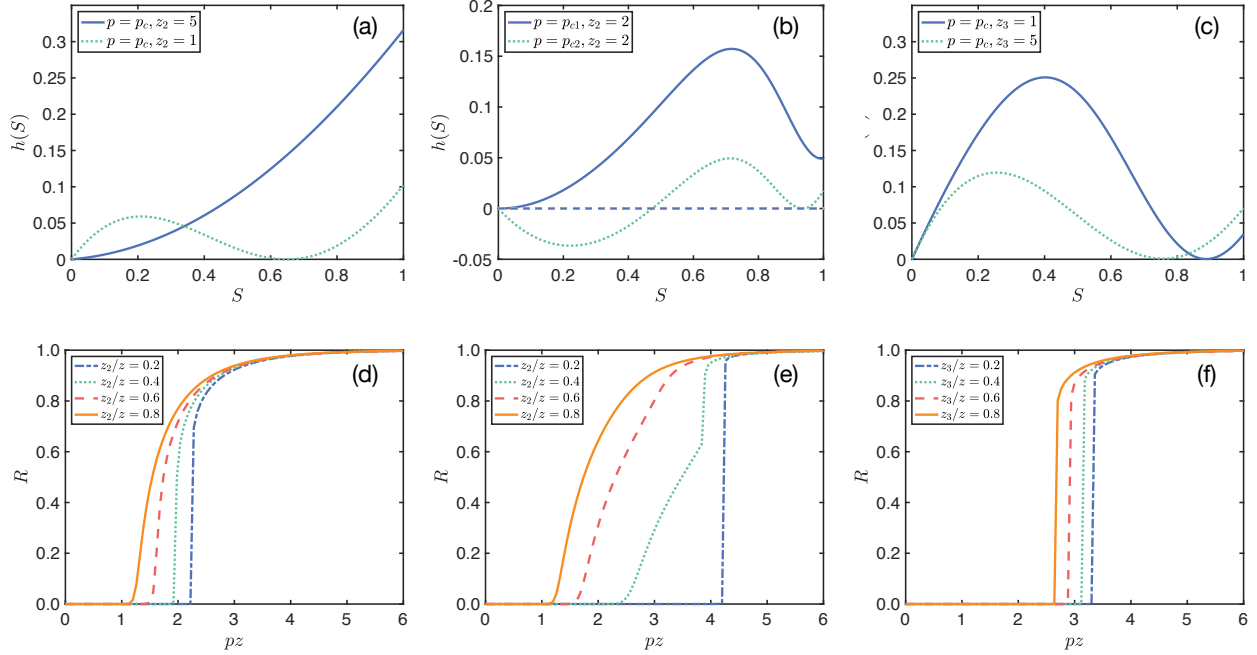 (a)
p = p_c, z_2 = 5
p = p_c, z_2 = 1
h(S)
0.35
0.3
0.25
0.2
0.15
0.1
0.05
0
0 0.2 0.4 0.6 0.8 1
S
(b)
p = p_{c1}, z_2 = 2
p = p_{c2}, z_2 = 2
h(S)
0.2
0.15
0.1
0.05
0
-0.05
0 0.2 0.4 0.6 0.8 1
S
(c)
p = p_c, z_3 = 1
p = p_c, z_3 = 5
0.35
0.3
0.25
0.2
0.15
0.1
0.05
0
0 0.2 0.4 0.6 0.8 1
S
(d)
z_2/z = 0.2
z_2/z = 0.4
z_2/z = 0.6
z_2/z = 0.8
R
1.0
0.8
0.6
0.4
0.2
0.0
0 1 2 3 4 5 6
pz
(e)
z_2/z = 0.2
z_2/z = 0.4
z_2/z = 0.6
z_2/z = 0.8
R
1.0
0.8
0.6
0.4
0.2
0.0
0 1 2 3 4 5 6
pz
(f)
z_3/z = 0.2
z_3/z = 0.4
z_3/z = 0.6
z_3/z = 0.8
R
1.0
0.8
0.6
0.4
0.2
0.0
0 1 2 3 4 5 6
pz